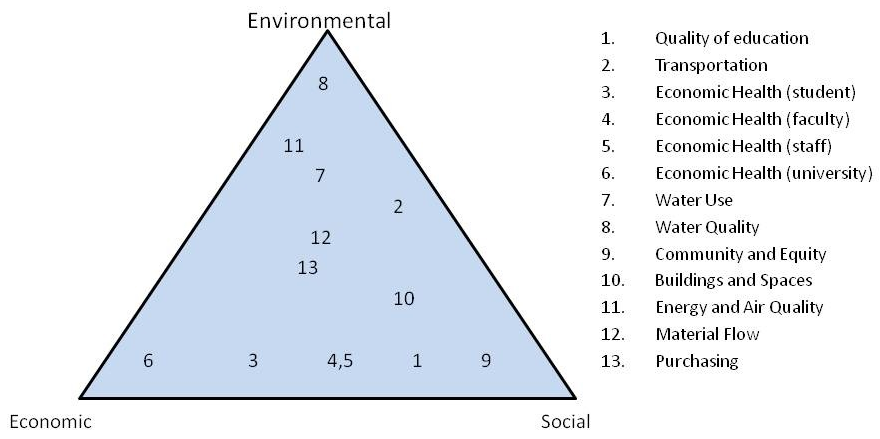 Environmental
8
11
7
2
12
13
10
6 3 4,5 1 9
Economic Social
1. Quality of education
2. Transportation
3. Economic Health (student)
4. Economic Health (faculty)
5. Economic Health (staff)
6. Economic Health (university)
7. Water Use
8. Water Quality
9. Community and Equity
10. Buildings and Spaces
11. Energy and Air Quality
12. Material Flow
13. Purchasing